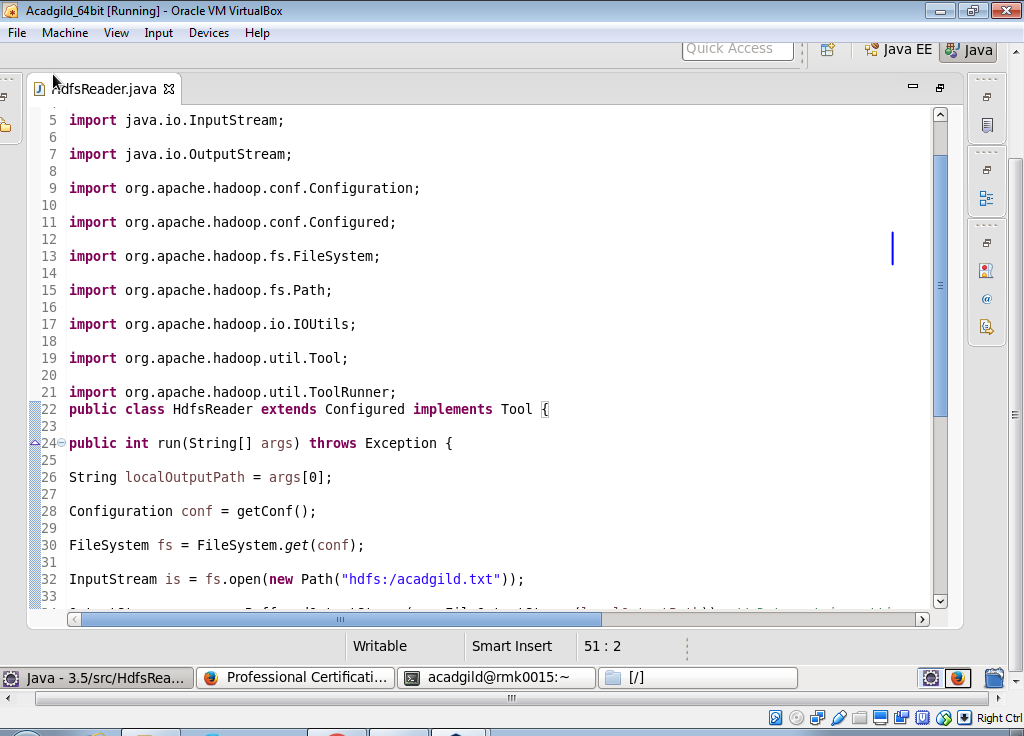 Acadgild_64bit [Running] - Oracle VM VirtualBox
File Machine View Input Devices Help
Quick Access Java EE Java
HdfsReader.java
5 import java.io.InputStream;
6
7 import java.io.OutputStream;
8
9 import org.apache.hadoop.conf.Configuration;
10
11 import org.apache.hadoop.conf.Configured;
12
13 import org.apache.hadoop.fs.FileSystem;
14
15 import org.apache.hadoop.fs.Path;
16
17 import org.apache.hadoop.io.IOUtils;
18
19 import org.apache.hadoop.util.Tool;
20
21 import org.apache.hadoop.util.ToolRunner;
22 public class HdfsReader extends Configured implements Tool {
23
24 public int run(String[] args) throws Exception {
25
26 String localOutputPath = args[0];
27
28 Configuration conf = getConf();
29
30 FileSystem fs = FileSystem.get(conf);
31
32 InputStream is = fs.open(new Path("hdfs:/acadgild.txt"));
33
Writable Smart Insert 51 : 2
Java - 3.5/src/HdfsRea... Professional Certificati... acadgild@rmk0015:~ [/]
Right Ctrl